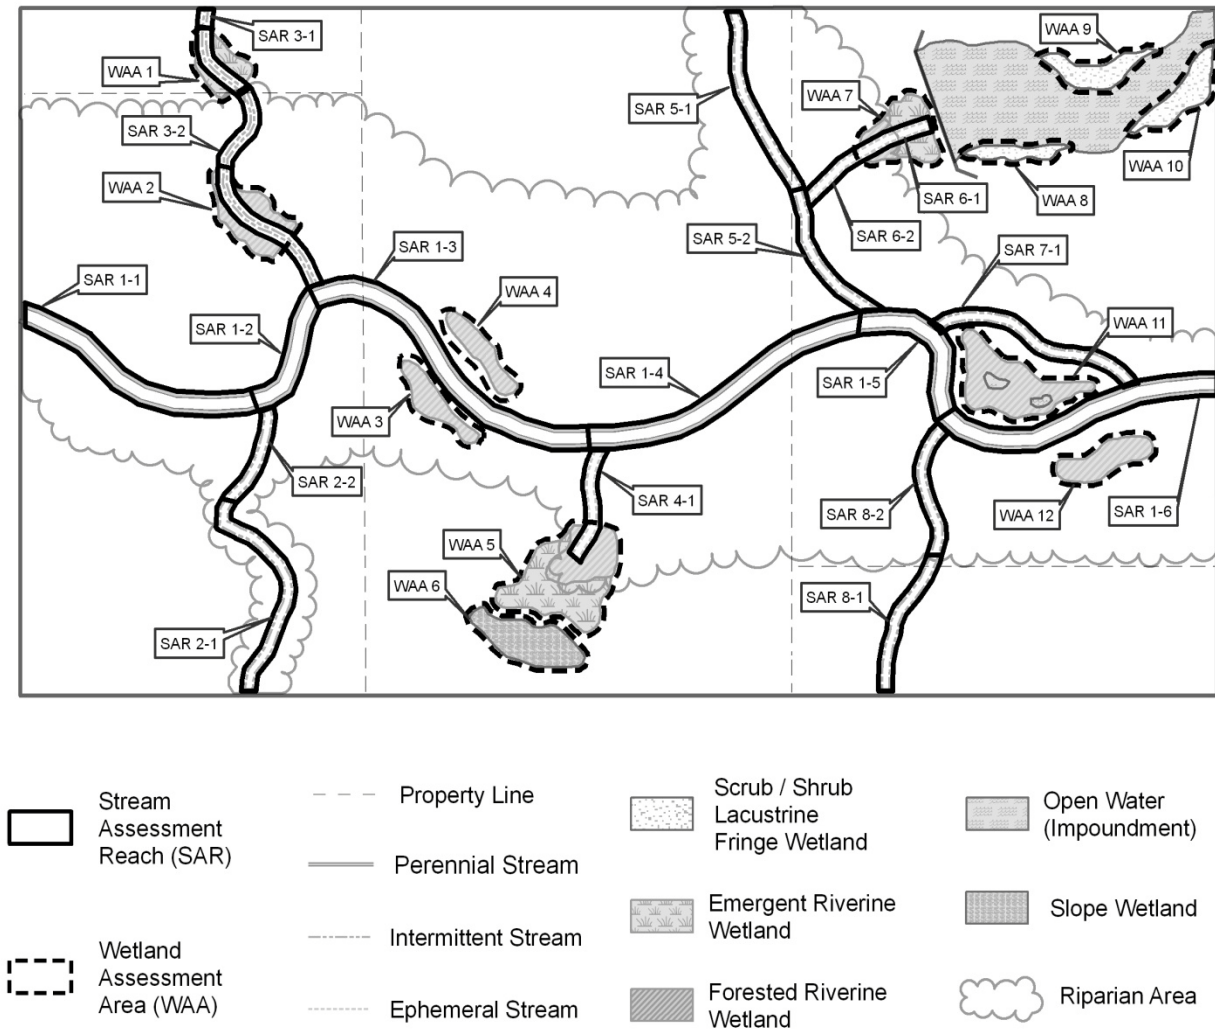 SAR 3-1
WAA 9
WAA 1
WAA 7
SAR 5-1
SAR 3-2
WAA 10
WAA 2
SAR 6-1
WAA 8
SAR 6-2
SAR 5-2
SAR 1-3
SAR 7-1
SAR 1-1
WAA 4
SAR 1-2
WAA 11
SAR 1-4
SAR 1-5
WAA 3
SAR 2-2
SAR 4-1
SAR 8-2
WAA 12
SAR 1-6
WAA 5
WAA 6
SAR 8-1
SAR 2-1
Stream
Assessment
Reach (SAR)
Wetland
Assessment
Area (WAA)
Property Line
Perennial Stream
Intermittent Stream
Ephemeral Stream
Scrub / Shrub
Lacustrine
Fringe Wetland
Emergent Riverine
Wetland
Forested Riverine
Wetland
Open Water
(Impoundment)
Slope Wetland
Riparian Area